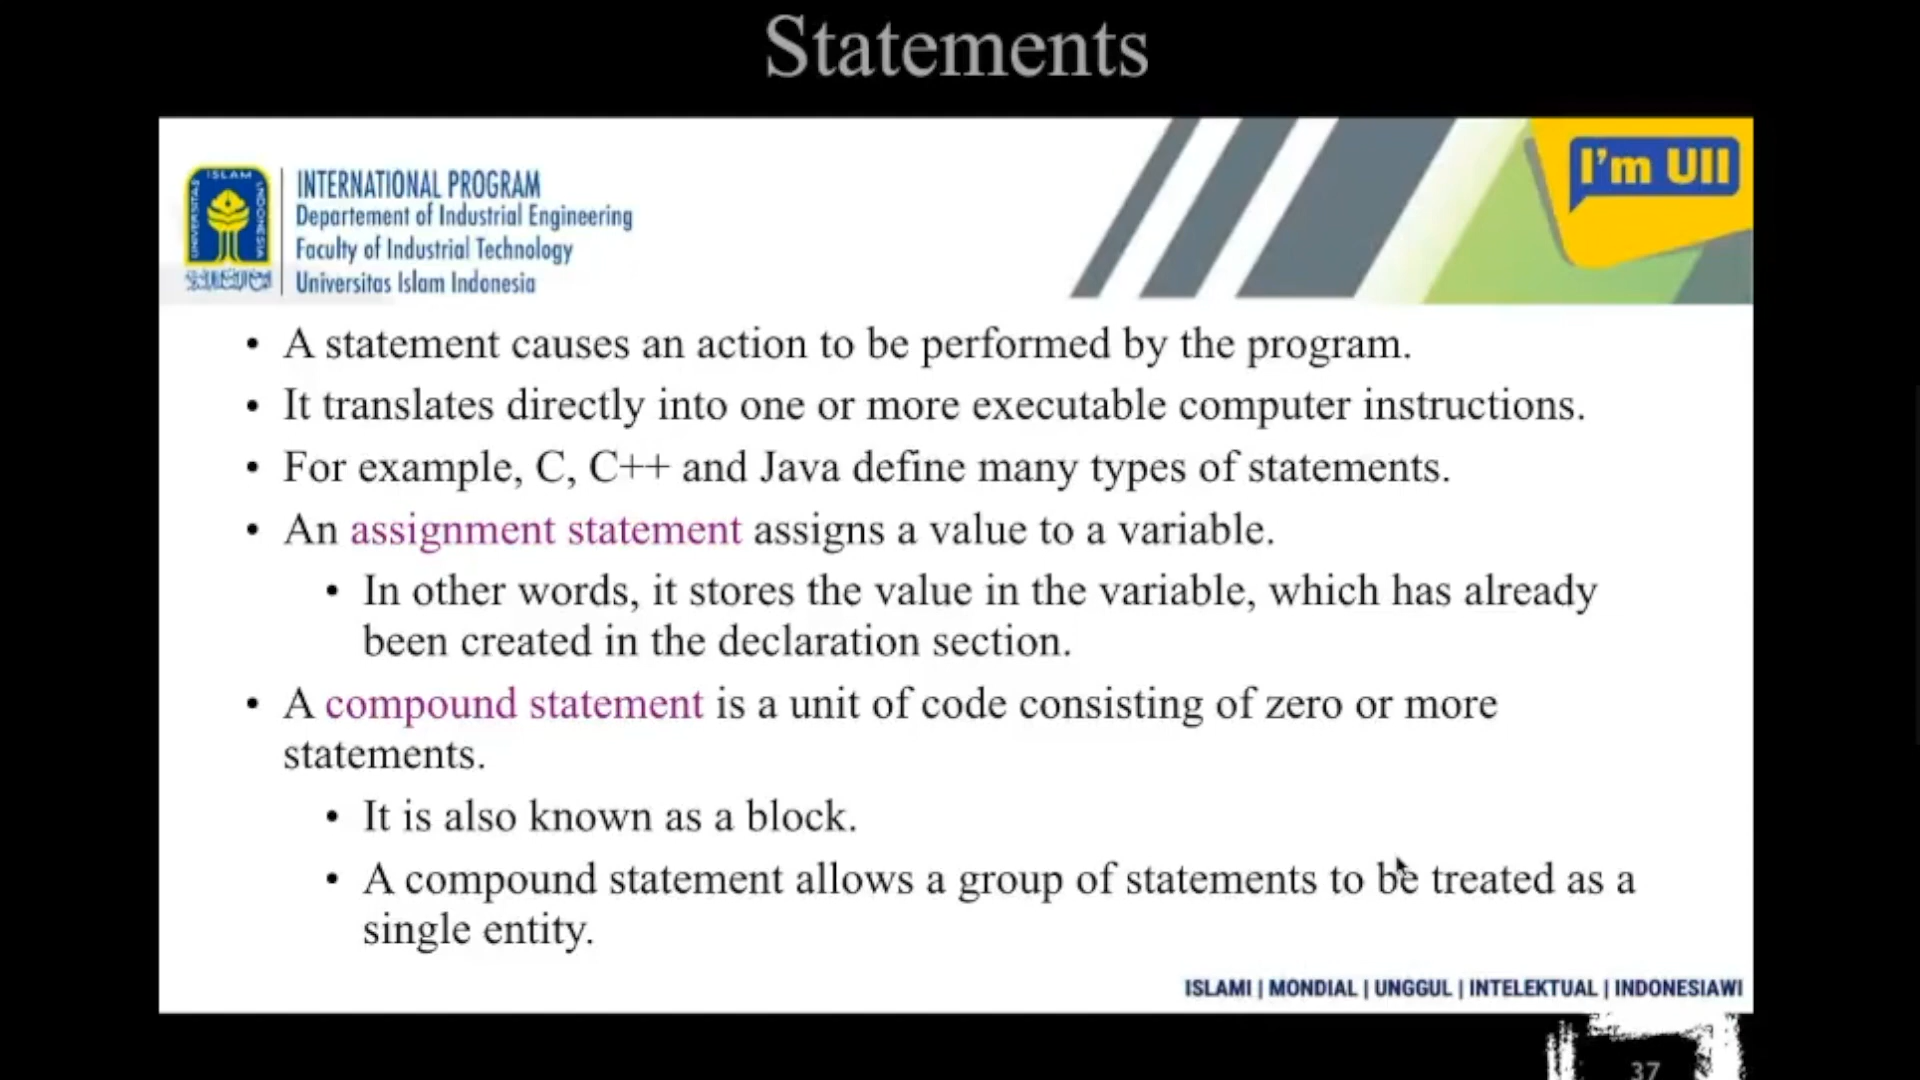 Statements
ISLAM
UNIVERSITAS
INDONESIA
INTERNATIONAL PROGRAM
Departement of Industrial Engineering
Faculty of Industrial Technology
Universitas Islam Indonesia
I'm UII
• A statement causes an action to be performed by the program.
• It translates directly into one or more executable computer instructions.
• For example, C, C++ and Java define many types of statements.
• An assignment statement assigns a value to a variable.
• In other words, it stores the value in the variable, which has already
been created in the declaration section.
• A compound statement is a unit of code consisting of zero or more
statements.
• It is also known as a block.
• A compound statement allows a group of statements to be treated as a
single entity.
ISLAMI | MONDIAL | UNGGUL | INTELEKTUAL | INDONESIAWI
37